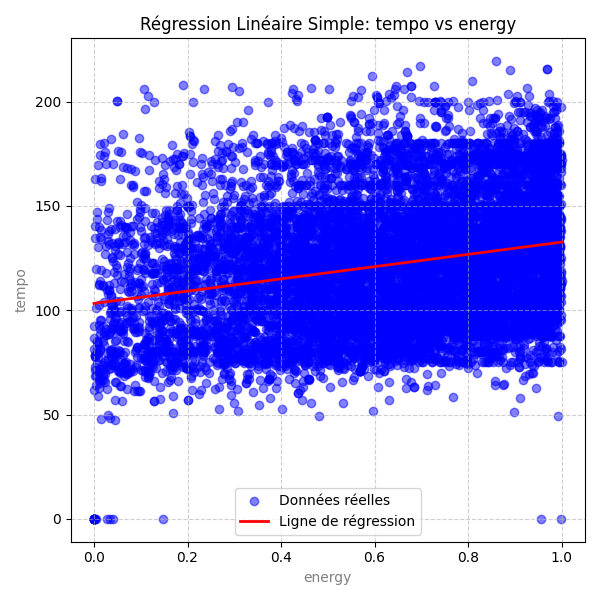 Régression Linéaire Simple: tempo vs energy
tempo
200
150
100
50
0
Données réelles
Ligne de régression
0.0 0.2 0.4 0.6 0.8 1.0
energy